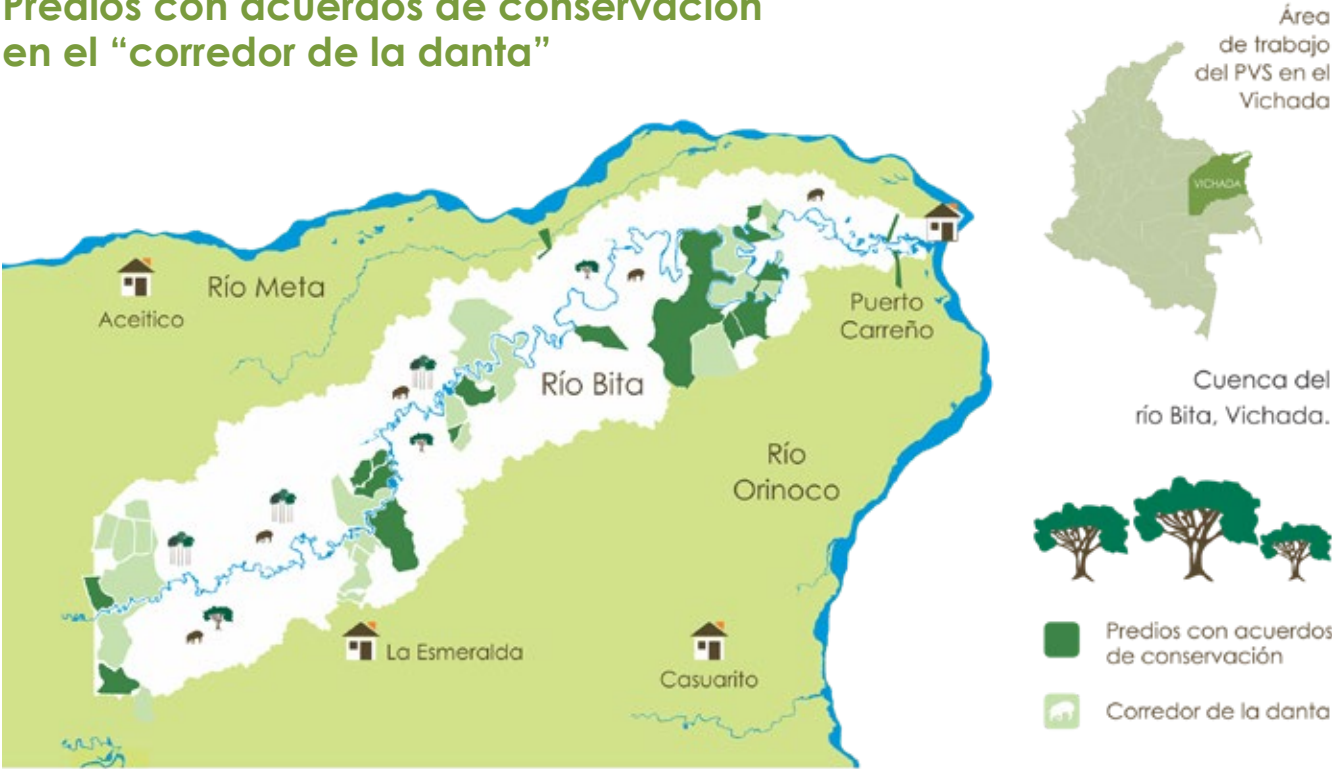 Predios con acuerdos de conservación
en el “corredor de la danta”
Área
de trabajo
del PVS en el
Vichada
VICHADA
Río Meta
Aceitico
Puerto
Carreño
Río Bita
Río
Orinoco
La Esmeralda
Casuarito
Cuenca del
río Bita, Vichada.
Predios con acuerdos
de conservación
Corredor de la danta